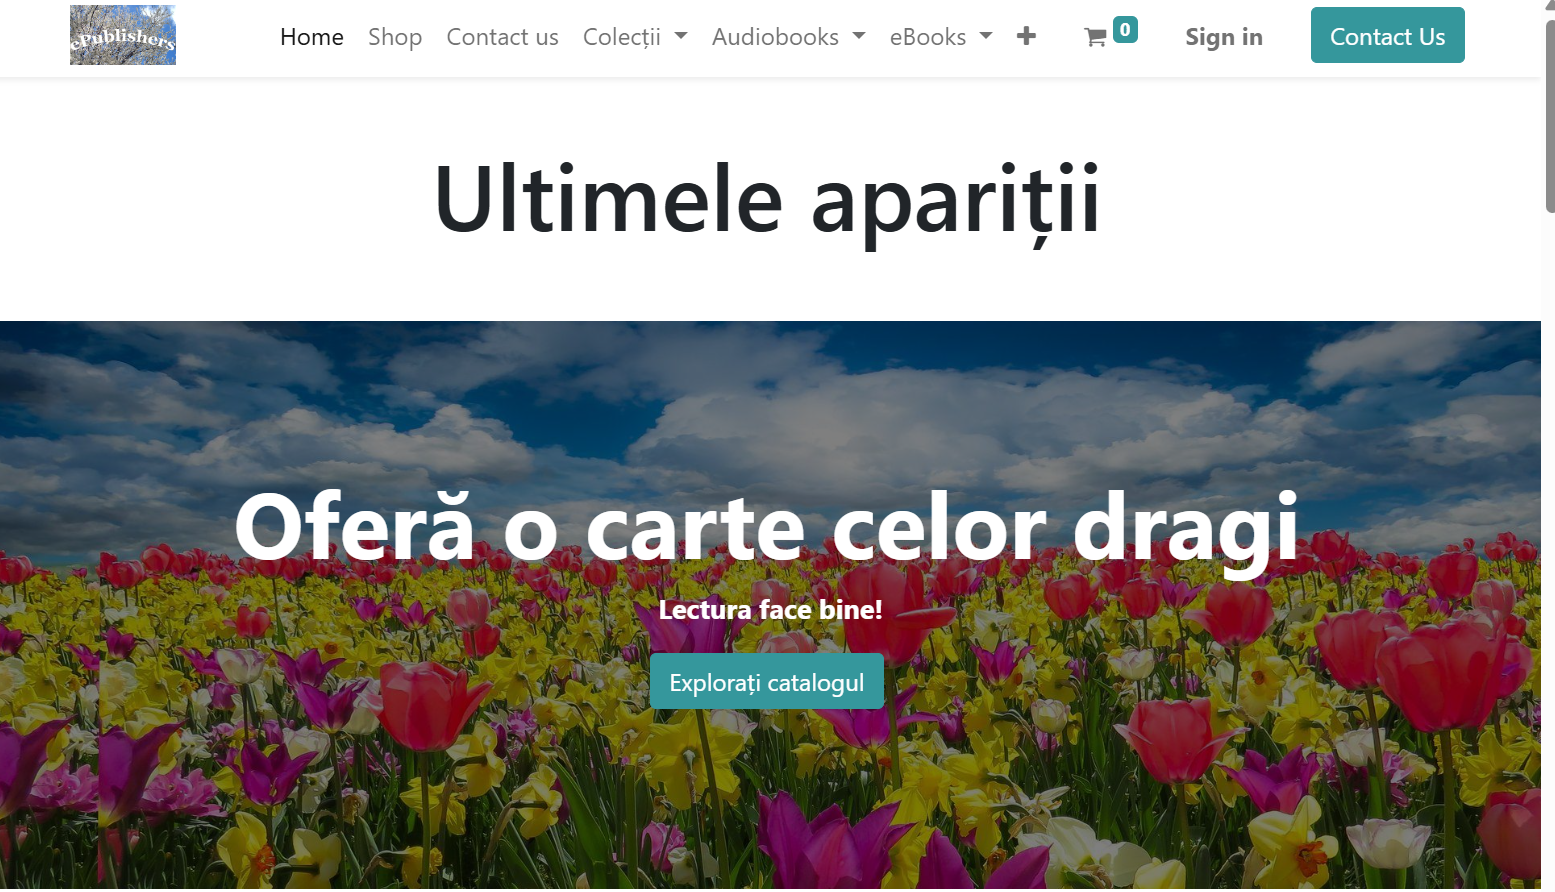 ePublishers
Home Shop Contact us Colecții Audiobooks eBooks 0 Sign in Contact Us
Ultimele apariții
Oferă o carte celor dragi
Lectura face bine!
Explorați catalogul